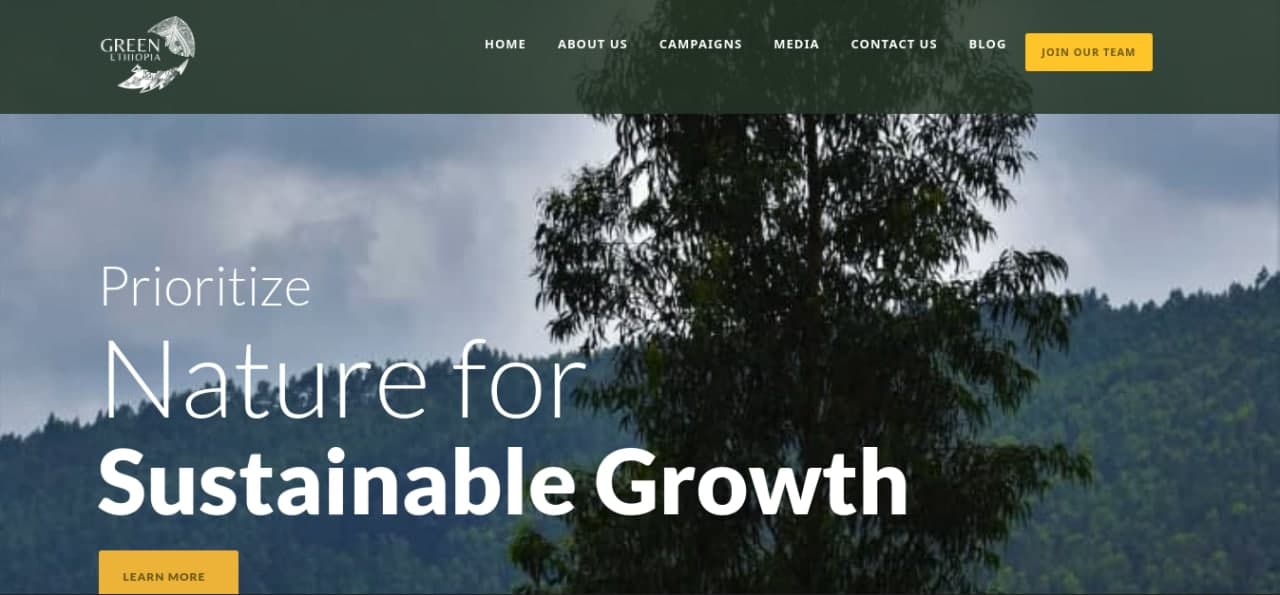 GREEN
ETHIOPIA
HOME ABOUT US CAMPAIGNS MEDIA CONTACT US BLOG JOIN OUR TEAM
Prioritize
Nature for
Sustainable Growth
LEARN MORE